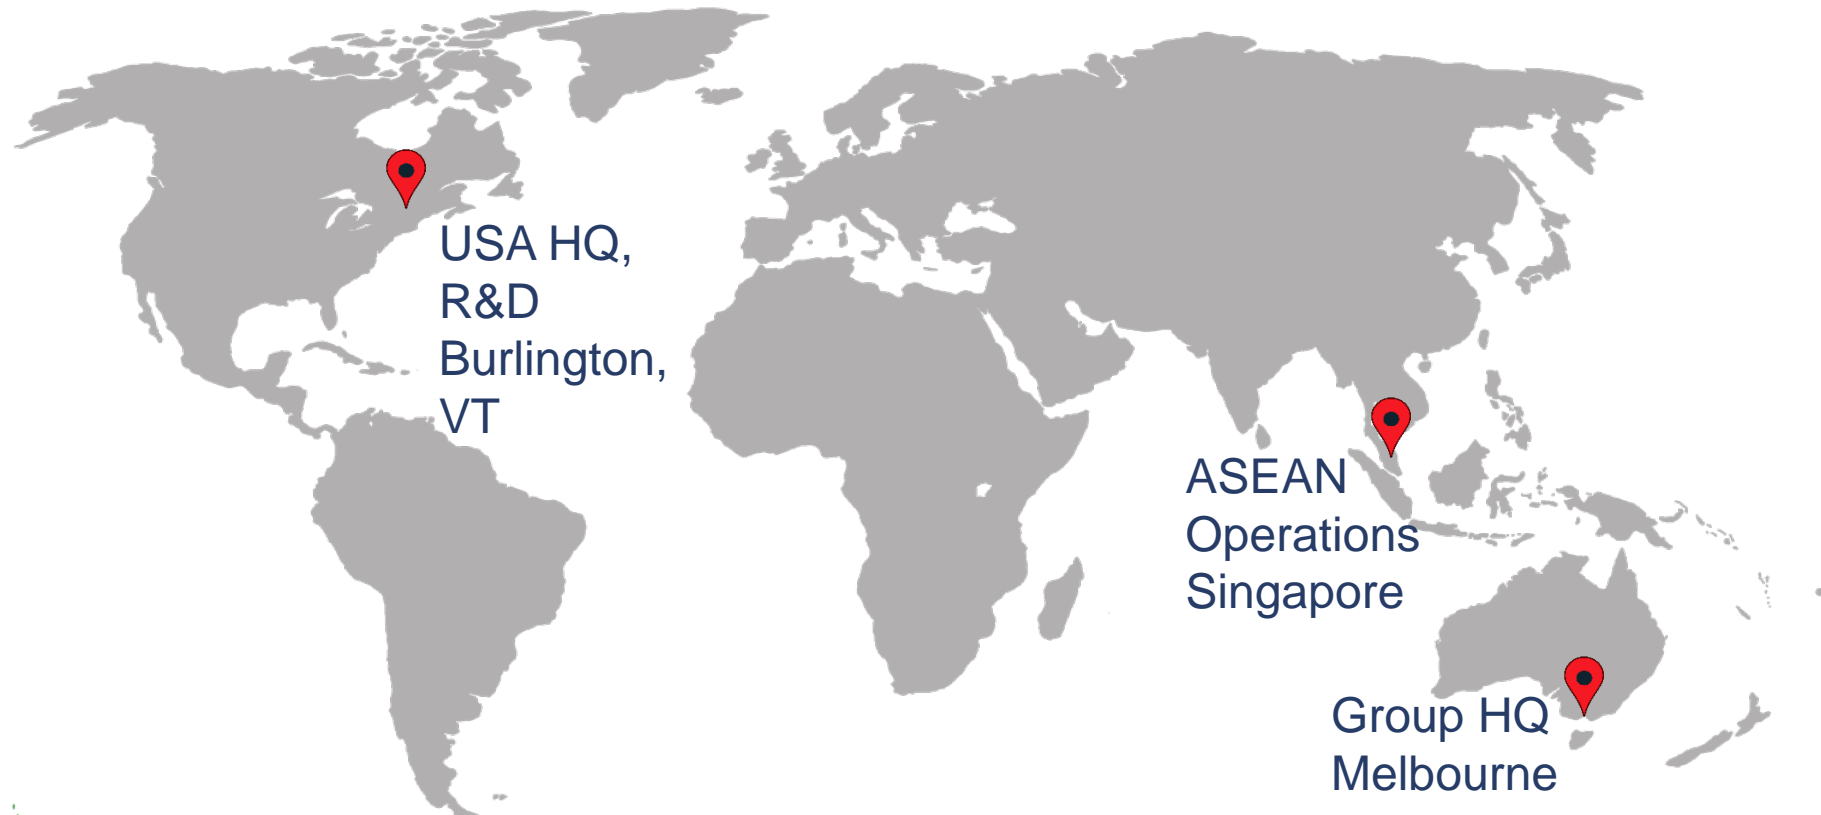 USA HQ,
R&D
Burlington,
VT
ASEAN
Operations
Singapore
Group HQ
Melbourne